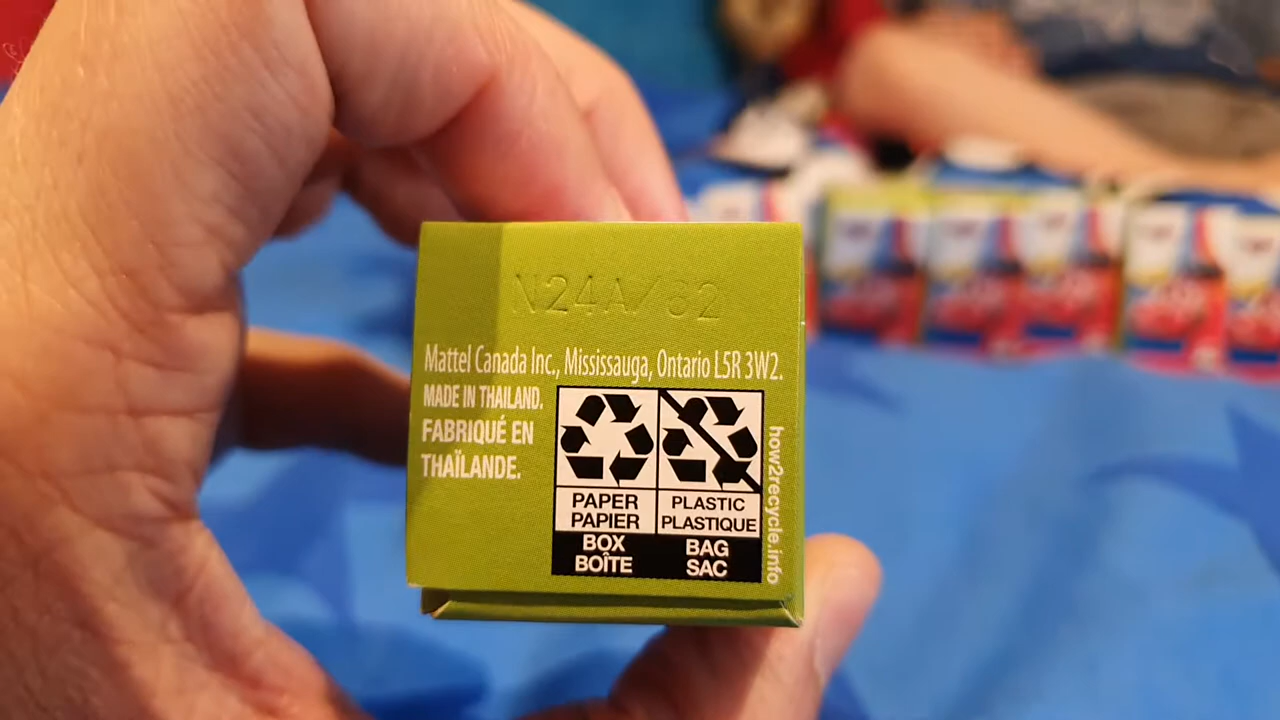 N24A/32
Mattel Canada Inc., Mississauga, Ontario L5R 3W2.
MADE IN THAILAND.
FABRIQUÉ EN
THAÏLANDE.
PAPER
PAPIER
BOX
BOÎTE
PLASTIC
PLASTIQUE
BAG
SAC
how2recycle.info